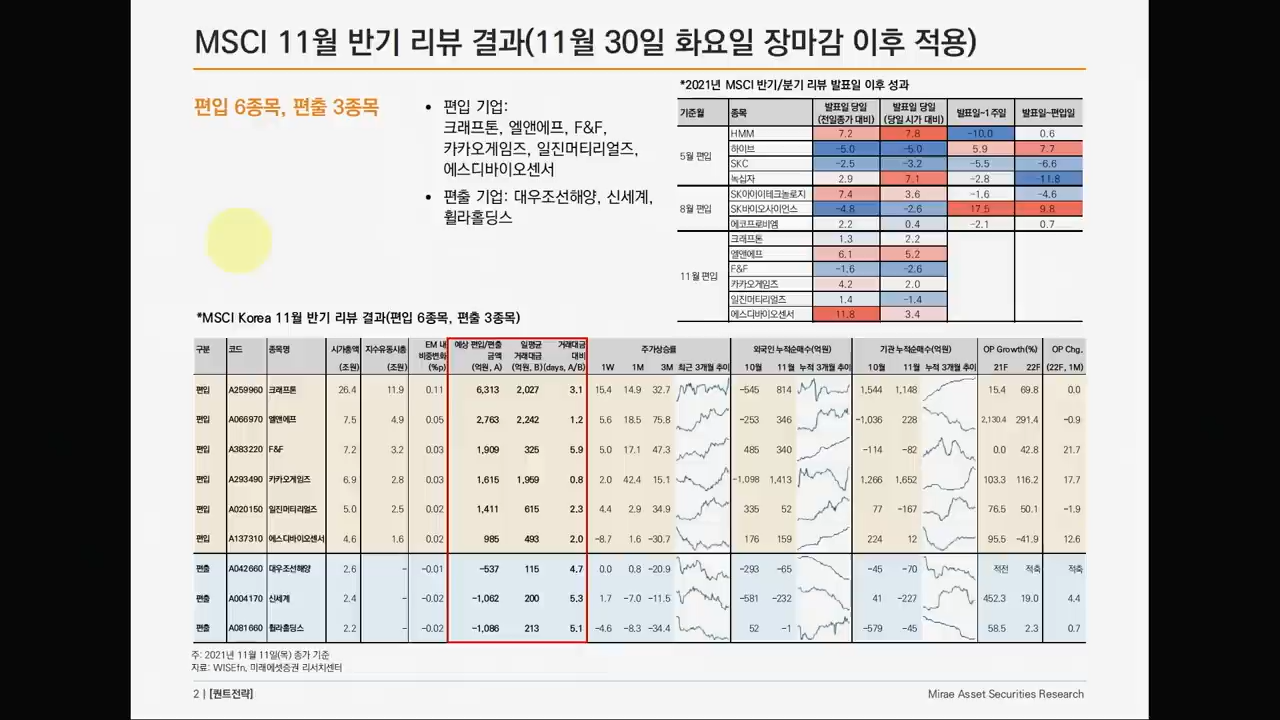 MSCI 11월 반기 리뷰 결과(11월 30일 화요일 장마감 이후 적용)
편입 6종목, 편출 3종목
• 편입 기업:
크래프톤, 엘앤에프, F&F,
카카오게임즈, 일진머티리얼즈,
에스디바이오센서
• 편출 기업: 대우조선해양, 신세계,
휠라홀딩스
*2021년 MSCI 반기/분기 리뷰 발표일 이후 성과
기준월 종목 발표일 당일 (전일종가 대비) 발표일 당일 (당일 시가 대비) 발표일~1주일 발표일~편입일
5월 편입 HMM 7.2 7.8 -10.0 0.6
하이브 -5.0 -5.0 5.9 7.7
SKC -2.5 -3.2 -5.5 -6.6
녹십자 2.9 7.1 -2.8 -11.8
8월 편입 SK아이이테크놀로지 7.4 3.6 -1.6 -4.6
SK바이오사이언스 -4.8 -2.6 17.5 9.8
에코프로비엠 2.2 0.4 -2.1 0.7
11월 편입 크래프톤 1.3 2.2
엘앤에프 6.1 5.2
F&F -1.6 -2.6
카카오게임즈 4.2 2.0
일진머티리얼즈 1.4 -1.4
에스디바이오센서 11.8 3.4
*MSCI Korea 11월 반기 리뷰 결과(편입 6종목, 편출 3종목)
구분 코드 종목명 시가총액 (조원) 지수유동시총 (조원) EM 내 비중변화 (%p) 예상 편입/편출 금액 (억원, A) 일평균 거래대금 (억원, B) 거래대금 대비 (days, A/B) 주가상승률 외국인 누적순매수(억원) 기관 누적순매수(억원) OP Growth(%) OP Chg.
1W 1M 3M 최근 3개월 추이 10월 11월 누적 3개월 추이 10월 11월 누적 3개월 추이 21F 22F (22F, 1M)
편입 A259960 크래프톤 26.4 11.9 0.11 6,313 2,027 3.1 15.4 14.9 32.7 -545 814 1,544 1,148 15.4 69.8 0.0
편입 A066970 엘앤에프 7.5 4.9 0.05 2,763 2,242 1.2 5.6 18.5 75.8 -253 346 -1,036 228 2,130.4 291.4 -0.9
편입 A383220 F&F 7.2 3.2 0.03 1,909 325 5.9 5.0 17.1 47.3 485 340 -114 -82 0.0 42.8 21.7
편입 A293490 카카오게임즈 6.9 2.8 0.03 1,615 1,959 0.8 2.0 42.4 15.1 -1,098 1,413 1,266 1,652 103.3 116.2 17.7
편입 A020150 일진머티리얼즈 5.0 2.5 0.02 1,411 615 2.3 4.4 2.9 34.9 335 52 77 -167 76.5 50.1 -1.9
편입 A137310 에스디바이오센서 4.6 1.6 0.02 985 493 2.0 -8.7 1.6 -30.7 176 159 224 12 95.5 -41.9 12.6
편출 A042660 대우조선해양 2.6 - -0.01 -537 115 4.7 0.0 0.8 -20.9 -293 -65 -45 -70 적전 적축 적축
편출 A004170 신세계 2.4 - -0.02 -1,062 200 5.3 1.7 -7.0 -11.5 -581 -232 41 -227 452.3 19.0 4.4
편출 A081660 휠라홀딩스 2.2 - -0.02 -1,086 213 5.1 -4.6 -8.3 -34.4 52 -1 -579 -45 58.5 2.3 0.7
주: 2021년 11월 11일(목) 종가 기준
자료: WISEfn, 미래에셋증권 리서치센터
2 | [퀀트전략]
Mirae Asset Securities Research